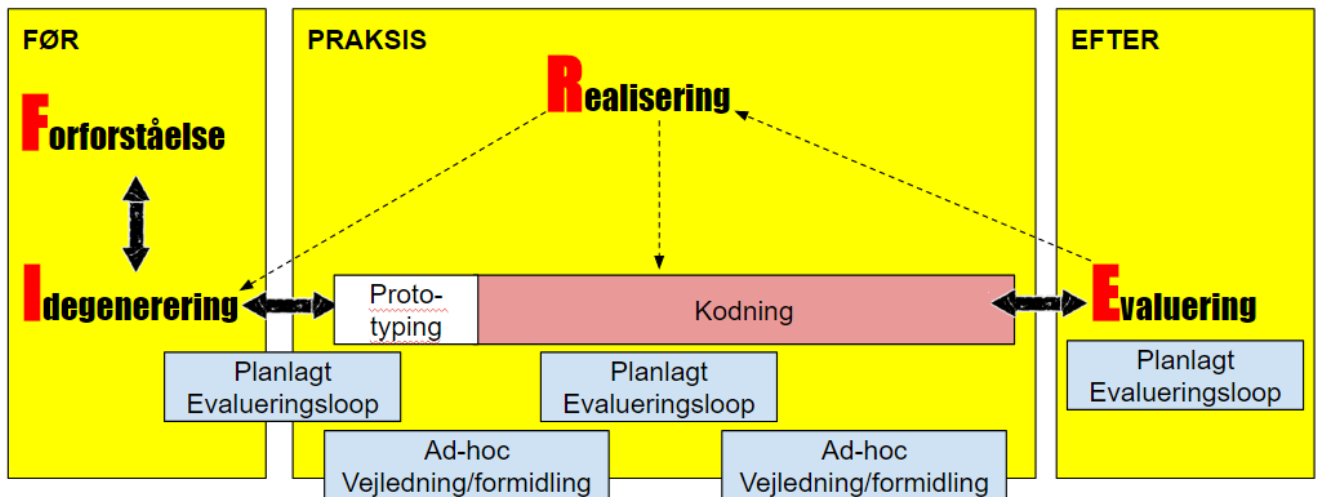 FØR
Forforståelse
Idegenerering
PRAKSIS
Realisering
Proto-
typing
Kodning
Planlagt
Evalueringsloop
Planlagt
Evalueringsloop
Ad-hoc
Vejledning/formidling
Ad-hoc
Vejledning/formidling
EFTER
Evaluering
Planlagt
Evalueringsloop